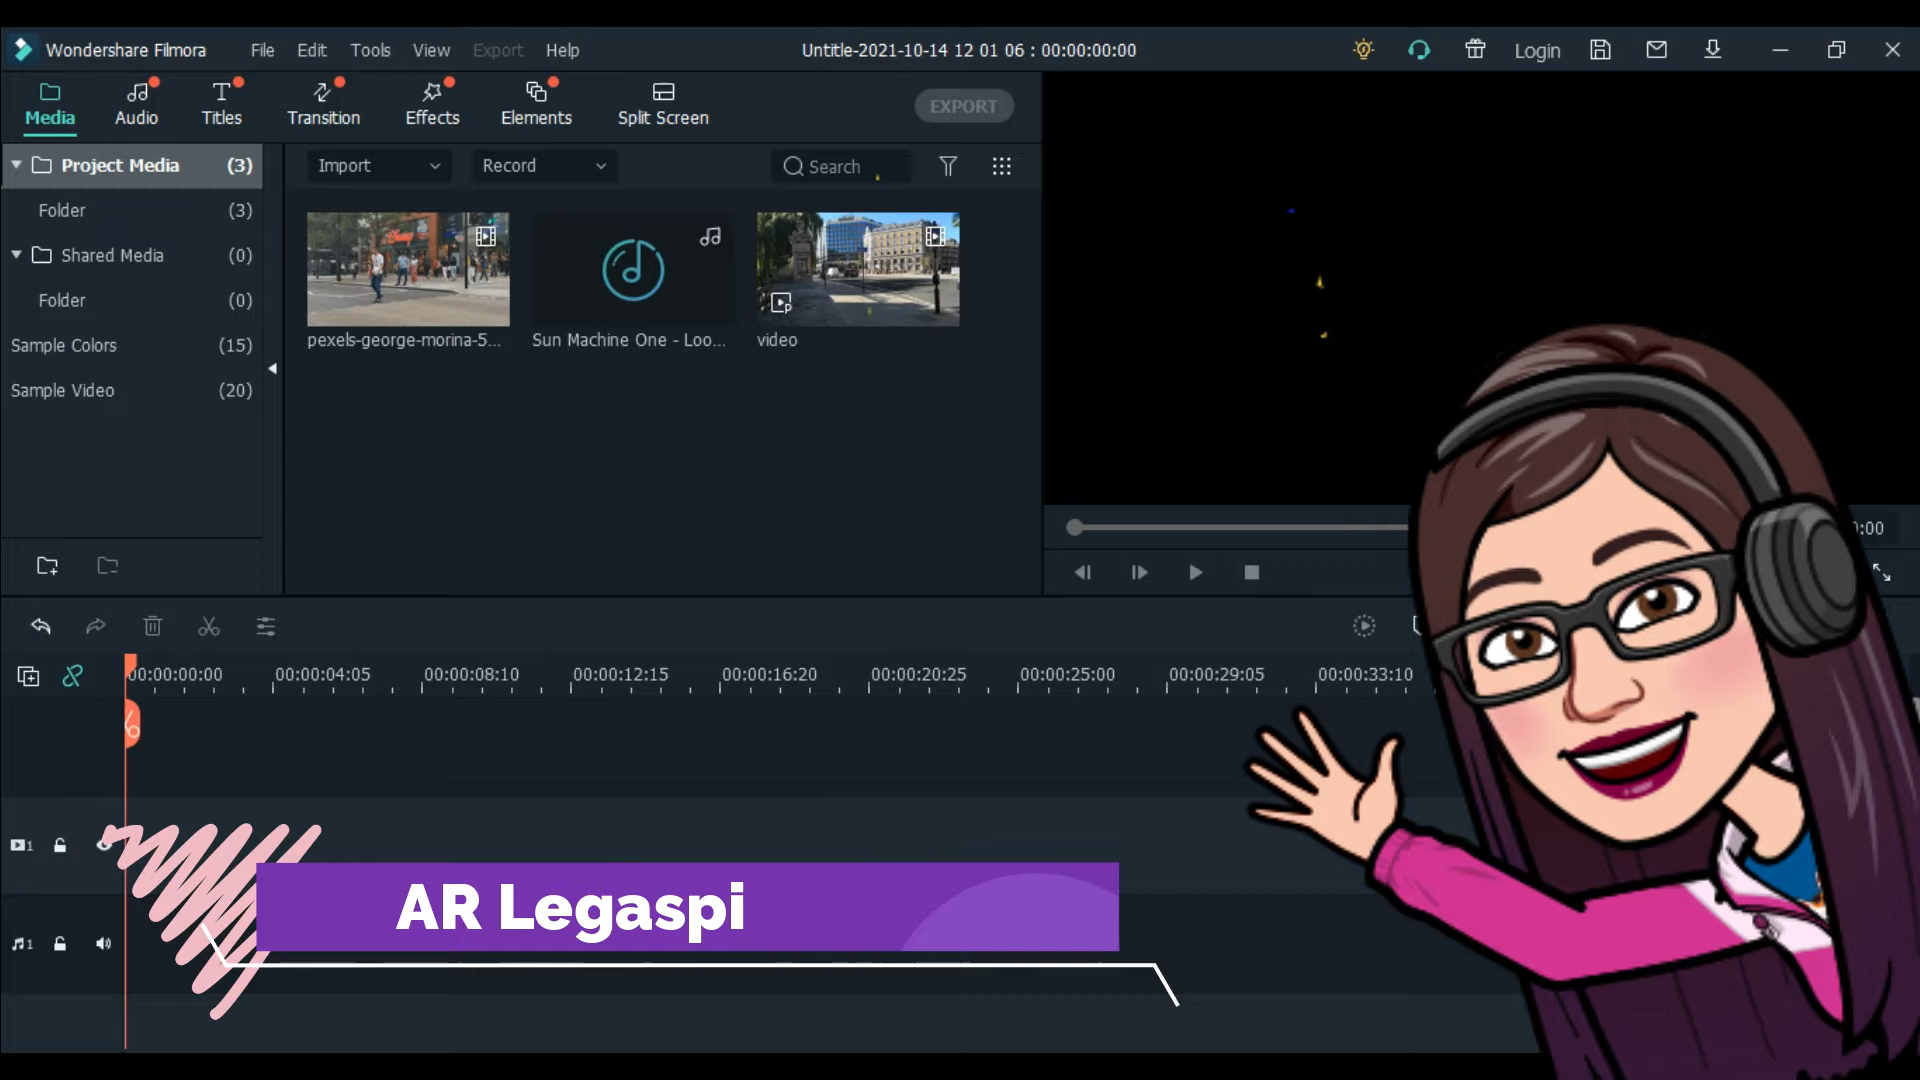 Wondershare Filmora File Edit Tools View Export Help Untitle-2021-10-14 12 01 06 : 00:00:00:00 Login
Media Audio Titles Transition Effects Elements Split Screen EXPORT
Project Media (3) Import Record Search
Folder (3)
Shared Media (0)
Folder (0)
Sample Colors (15)
Sample Video (20)
pexels-george-morina-5... Sun Machine One - Loo... video
00:00:00:00 00:00:04:05 00:00:08:10 00:00:12:15 00:00:16:20 00:00:20:25 00:00:25:00 00:00:29:05 00:00:33:10
1
AR Legaspi
1